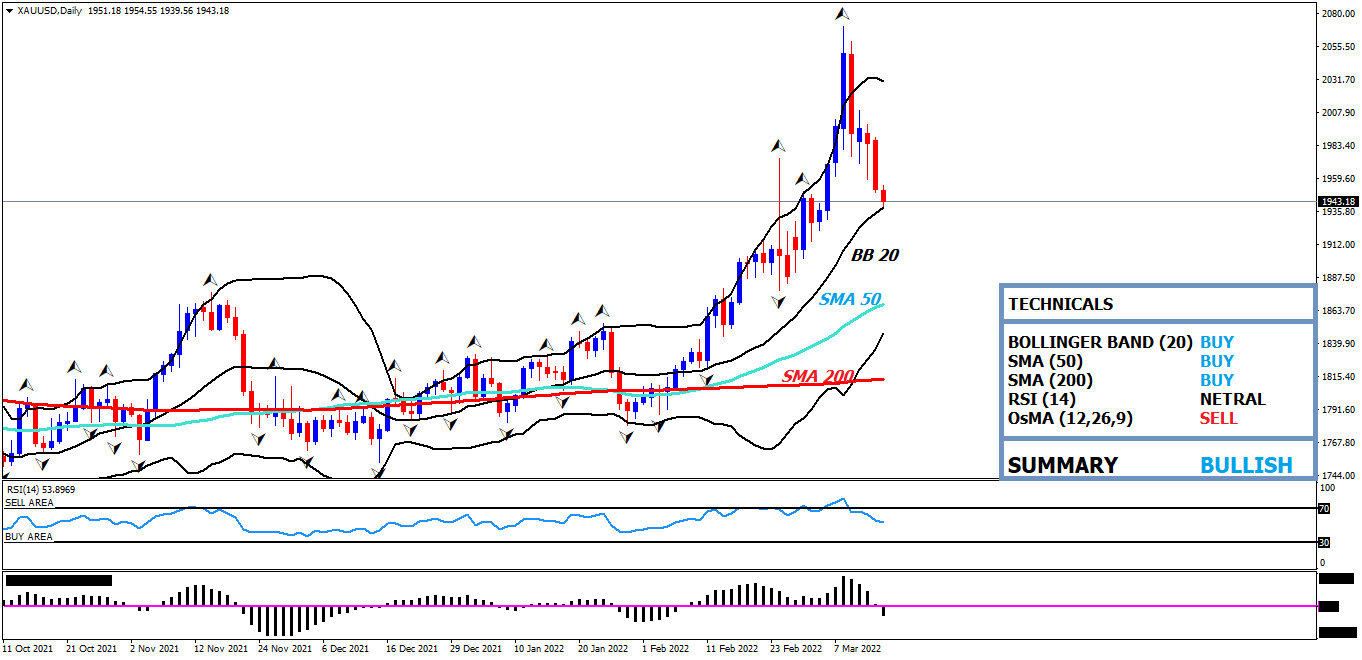 XAUUSD,Daily 1951.18 1954.55 1939.56 1943.18
2080.00
2055.50
2031.70
2007.90
1983.40
1959.60
1943.18
1935.80
1912.00
1887.50
1863.70
1839.90
1815.40
1791.60
1767.80
1744.00
BB 20
SMA 50
SMA 200
TECHNICALS
BOLLINGER BAND (20) BUY
SMA (50) BUY
SMA (200) BUY
RSI (14) NETRAL
OsMA (12,26,9) SELL
SUMMARY BULLISH
RSI(14) 53.8969
SELL AREA
BUY AREA
100
70
30
0
11 Oct 2021 21 Oct 2021 2 Nov 2021 12 Nov 2021 24 Nov 2021 6 Dec 2021 16 Dec 2021 29 Dec 2021 10 Jan 2022 20 Jan 2022 1 Feb 2022 11 Feb 2022 23 Feb 2022 7 Mar 2022